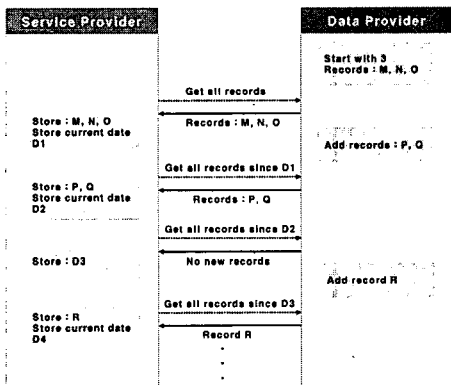 Service Provider
Data Provider
Start with 3
Records : M, N, O
Get all records
Records : M, N, O
Store : M, N, O
Store current date
D1
Add records : P, Q
Get all records since D1
Records : P, Q
Store : P, Q
Store current date
D2
Get all records since D2
No new records
Store : D3
Add record R
Get all records since D3
Record R
Store : R
Store current date
D4